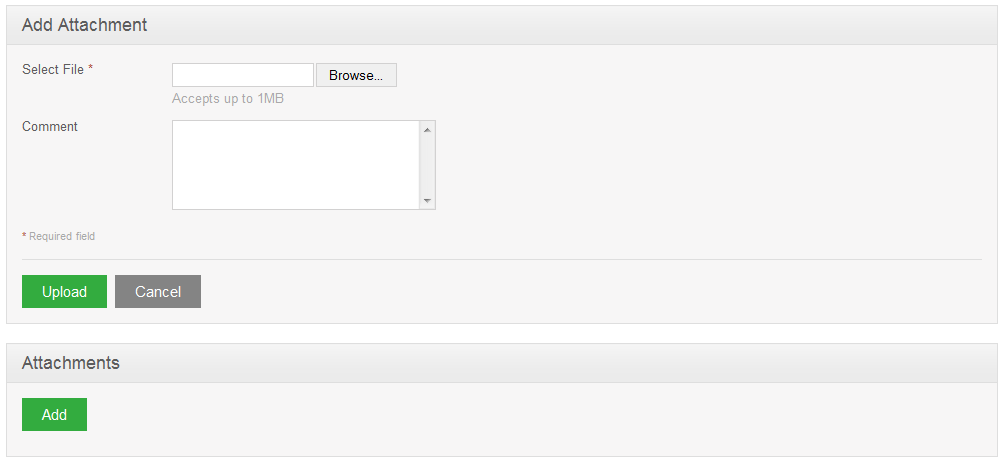 Add Attachment
Select File *
Browse...
Accepts up to 1MB
Comment
* Required field
Upload Cancel
Attachments
Add